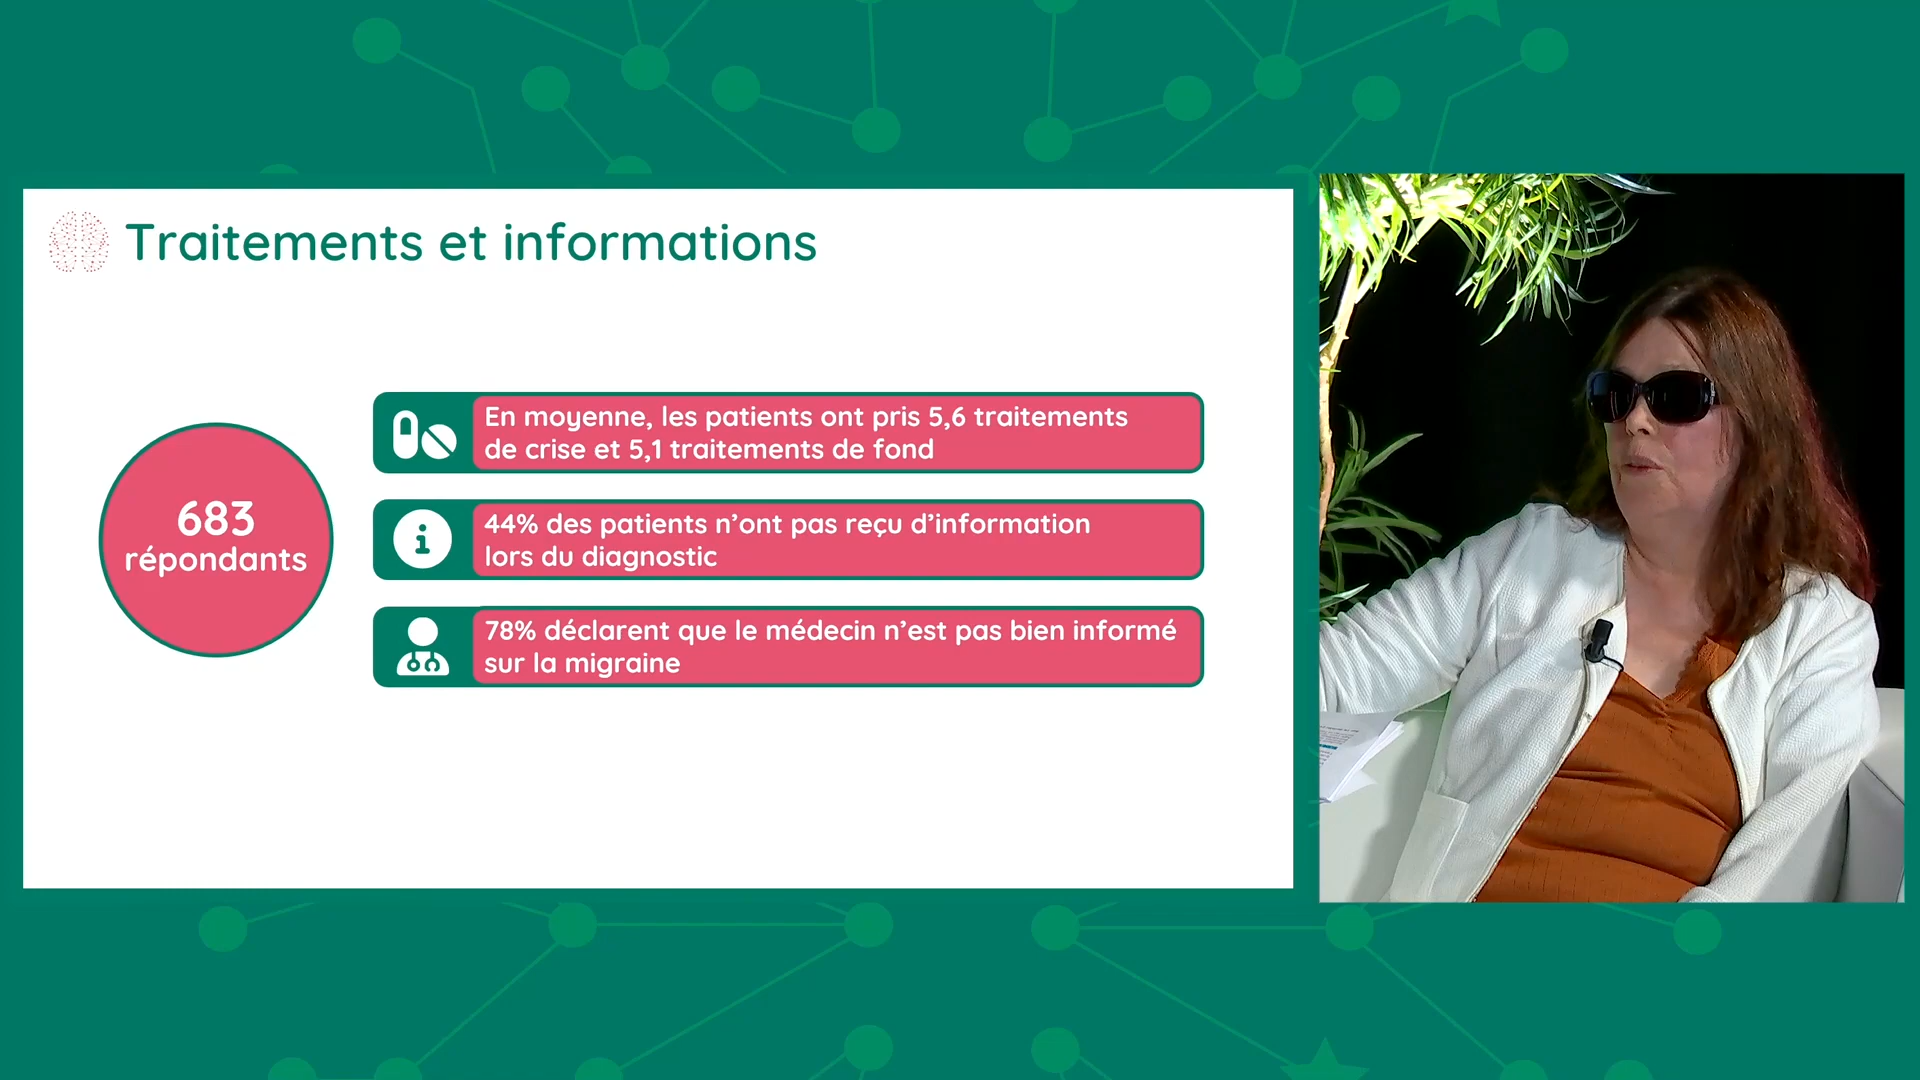 Traitements et informations
683
répondants
En moyenne, les patients ont pris 5,6 traitements
de crise et 5,1 traitements de fond
44% des patients n’ont pas reçu d’information
lors du diagnostic
78% déclarent que le médecin n’est pas bien informé
sur la migraine